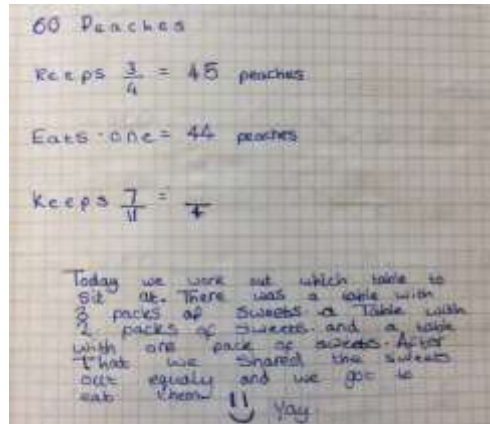 60 Peaches
Keeps 3/4 = 45 peaches
Eats one = 44 peaches
Keeps 7/11 =
Today we work out which table to
sit at. There was a table with
3 packs of sweets a Table with
2 packs of sweets and a table
with one pack of sweets. After
that we shared the sweets
out equaly and we got to
eat them
Yay